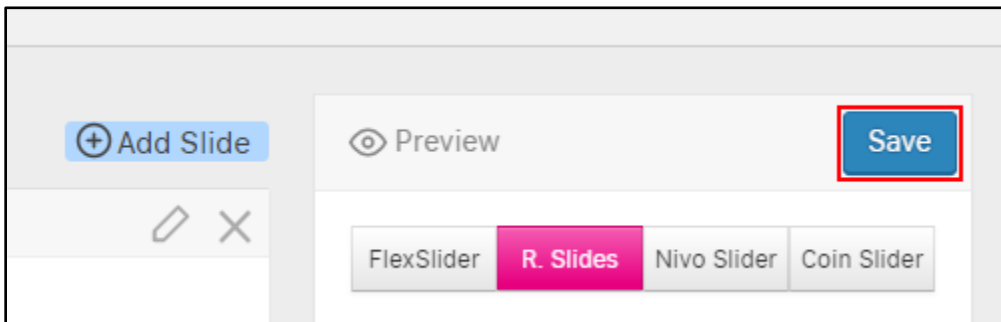 Add Slide
Preview
Save
FlexSlider
R. Slides
Nivo Slider
Coin Slider